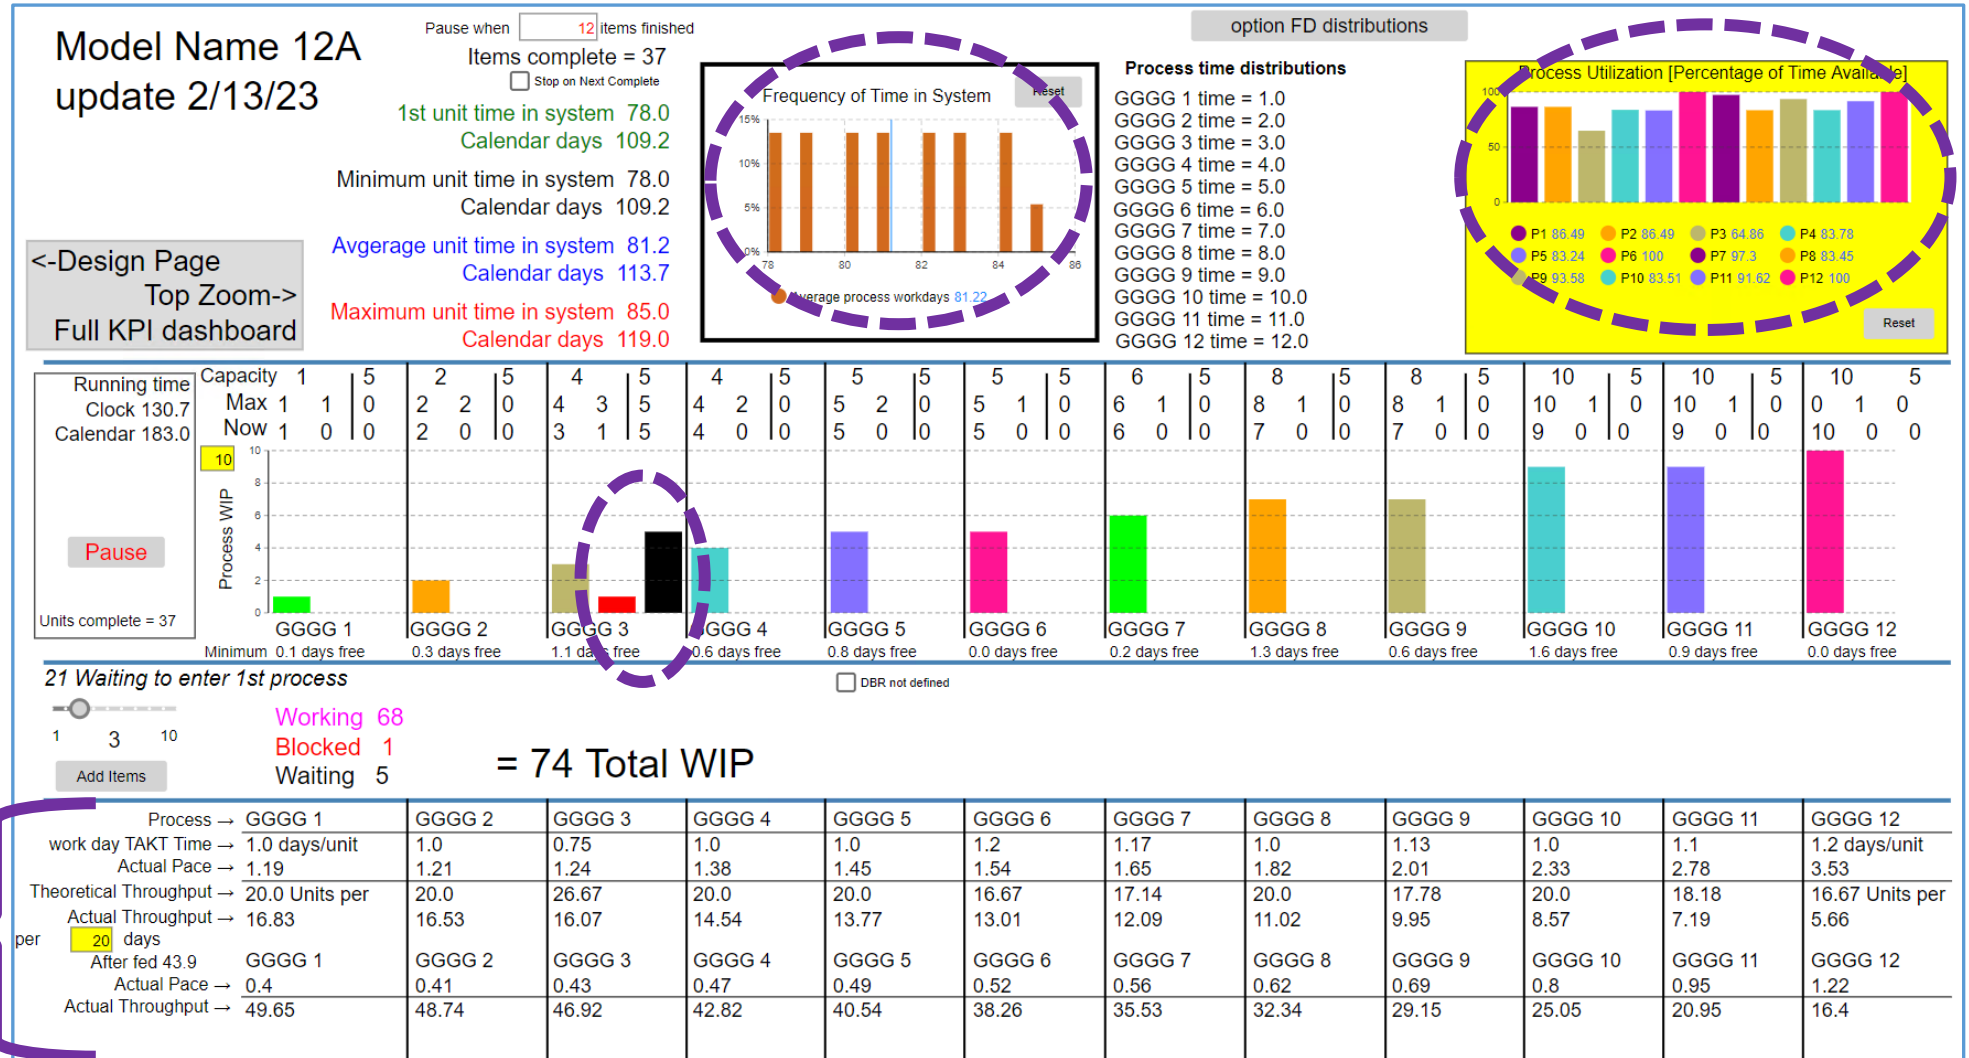 Model Name 12A
update 2/13/23
Pause when 12 items finished
Items complete = 37
Stop on Next Complete
1st unit time in system 78.0
Calendar days 109.2
Minimum unit time in system 78.0
Calendar days 109.2
Avgerage unit time in system 81.2
Calendar days 113.7
Maximum unit time in system 85.0
Calendar days 119.0
<-Design Page
Top Zoom->
Full KPI dashboard
Frequency of Time in System
Reset
15%
10%
5%
0%
78 80 82 84 86
Average process workdays 81.22
option FD distributions
Process time distributions
GGGG 1 time = 1.0
GGGG 2 time = 2.0
GGGG 3 time = 3.0
GGGG 4 time = 4.0
GGGG 5 time = 5.0
GGGG 6 time = 6.0
GGGG 7 time = 7.0
GGGG 8 time = 8.0
GGGG 9 time = 9.0
GGGG 10 time = 10.0
GGGG 11 time = 11.0
GGGG 12 time = 12.0
Process Utilization [Percentage of Time Available]
100
50
0
P1 86.49 P2 86.49 P3 64.86 P4 83.78
P5 83.24 P6 100 P7 97.3 P8 83.45
P9 93.58 P10 83.51 P11 91.62 P12 100
Reset
Running time
Clock 130.7
Calendar 183.0
Pause
Units complete = 37
Capacity 1 5 2 5 4 5 4 5 5 5 5 5 6 5 8 5 8 5 10 5 10 5 10 5
Max 1 1 0 2 2 0 4 3 5 4 2 0 5 2 0 5 1 0 6 1 0 8 1 0 8 1 0 10 1 0 10 1 0 0 1 0
Now 1 0 0 2 0 0 3 1 5 4 0 0 5 0 0 5 0 0 6 0 0 7 0 0 7 0 0 9 0 0 9 0 0 10 0 0
10
Process WIP
10
8
6
4
2
0
GGGG 1 GGGG 2 GGGG 3 GGGG 4 GGGG 5 GGGG 6 GGGG 7 GGGG 8 GGGG 9 GGGG 10 GGGG 11 GGGG 12
Minimum 0.1 days free 0.3 days free 1.1 days free 0.6 days free 0.8 days free 0.0 days free 0.2 days free 1.3 days free 0.6 days free 1.6 days free 0.9 days free 0.0 days free
21 Waiting to enter 1st process
DBR not defined
1 3 10
Add Items
Working 68
Blocked 1
Waiting 5
= 74 Total WIP
Process → GGGG 1 GGGG 2 GGGG 3 GGGG 4 GGGG 5 GGGG 6 GGGG 7 GGGG 8 GGGG 9 GGGG 10 GGGG 11 GGGG 12
work day TAKT Time → 1.0 days/unit 1.0 0.75 1.0 1.0 1.2 1.17 1.0 1.13 1.0 1.1 1.2 days/unit
Actual Pace → 1.19 1.21 1.24 1.38 1.45 1.54 1.65 1.82 2.01 2.33 2.78 3.53
Theoretical Throughput → 20.0 Units per 20.0 26.67 20.0 20.0 16.67 17.14 20.0 17.78 20.0 18.18 16.67 Units per
Actual Throughput → 16.83 16.53 16.07 14.54 13.77 13.01 12.09 11.02 9.95 8.57 7.19 5.66
per 20 days
After fed 43.9 GGGG 1 GGGG 2 GGGG 3 GGGG 4 GGGG 5 GGGG 6 GGGG 7 GGGG 8 GGGG 9 GGGG 10 GGGG 11 GGGG 12
Actual Pace → 0.4 0.41 0.43 0.47 0.49 0.52 0.56 0.62 0.69 0.8 0.95 1.22
Actual Throughput → 49.65 48.74 46.92 42.82 40.54 38.26 35.53 32.34 29.15 25.05 20.95 16.4